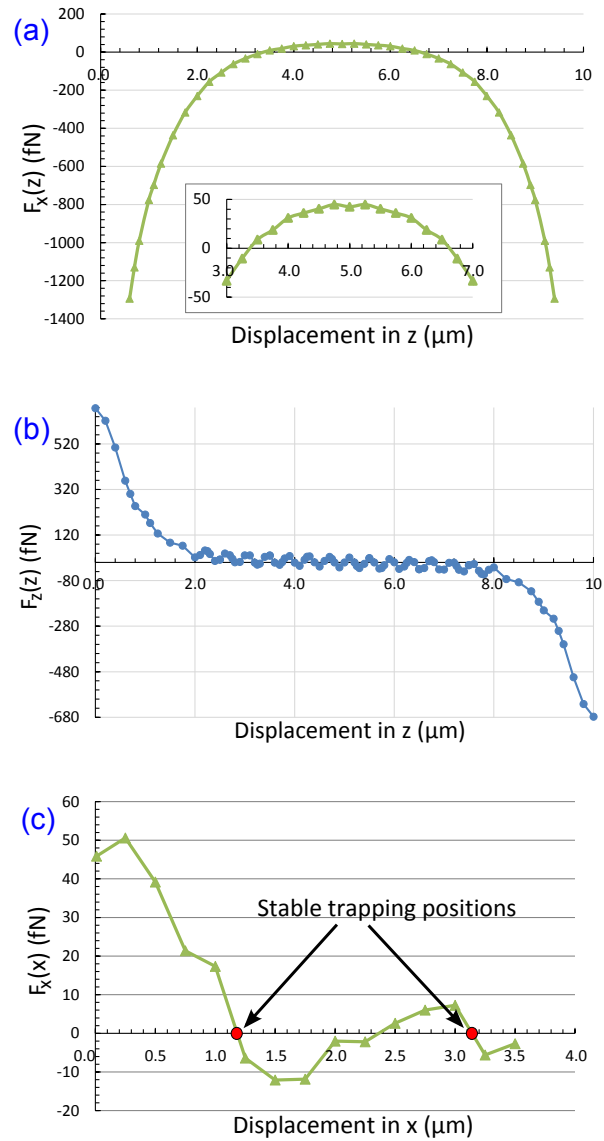 (a)
200
0
0.0 2.0 4.0 6.0 8.0 10
-200
-400
-600
-800
-1000
-1200
-1400
Fx(z) (fN)
50
0
3.0 4.0 5.0 6.0 7.0
-50
Displacement in z (µm)
(b)
520
320
120
0.0 2.0 4.0 6.0 8.0 10
-80
-280
-480
-680
Fz(z) (fN)
Displacement in z (µm)
(c)
60
50
40
30
20
10
0
0.0 0.5 1.0 1.5 2.0 2.5 3.0 3.5 4.0
-10
-20
Fx(x) (fN)
Stable trapping positions
Displacement in x (µm)